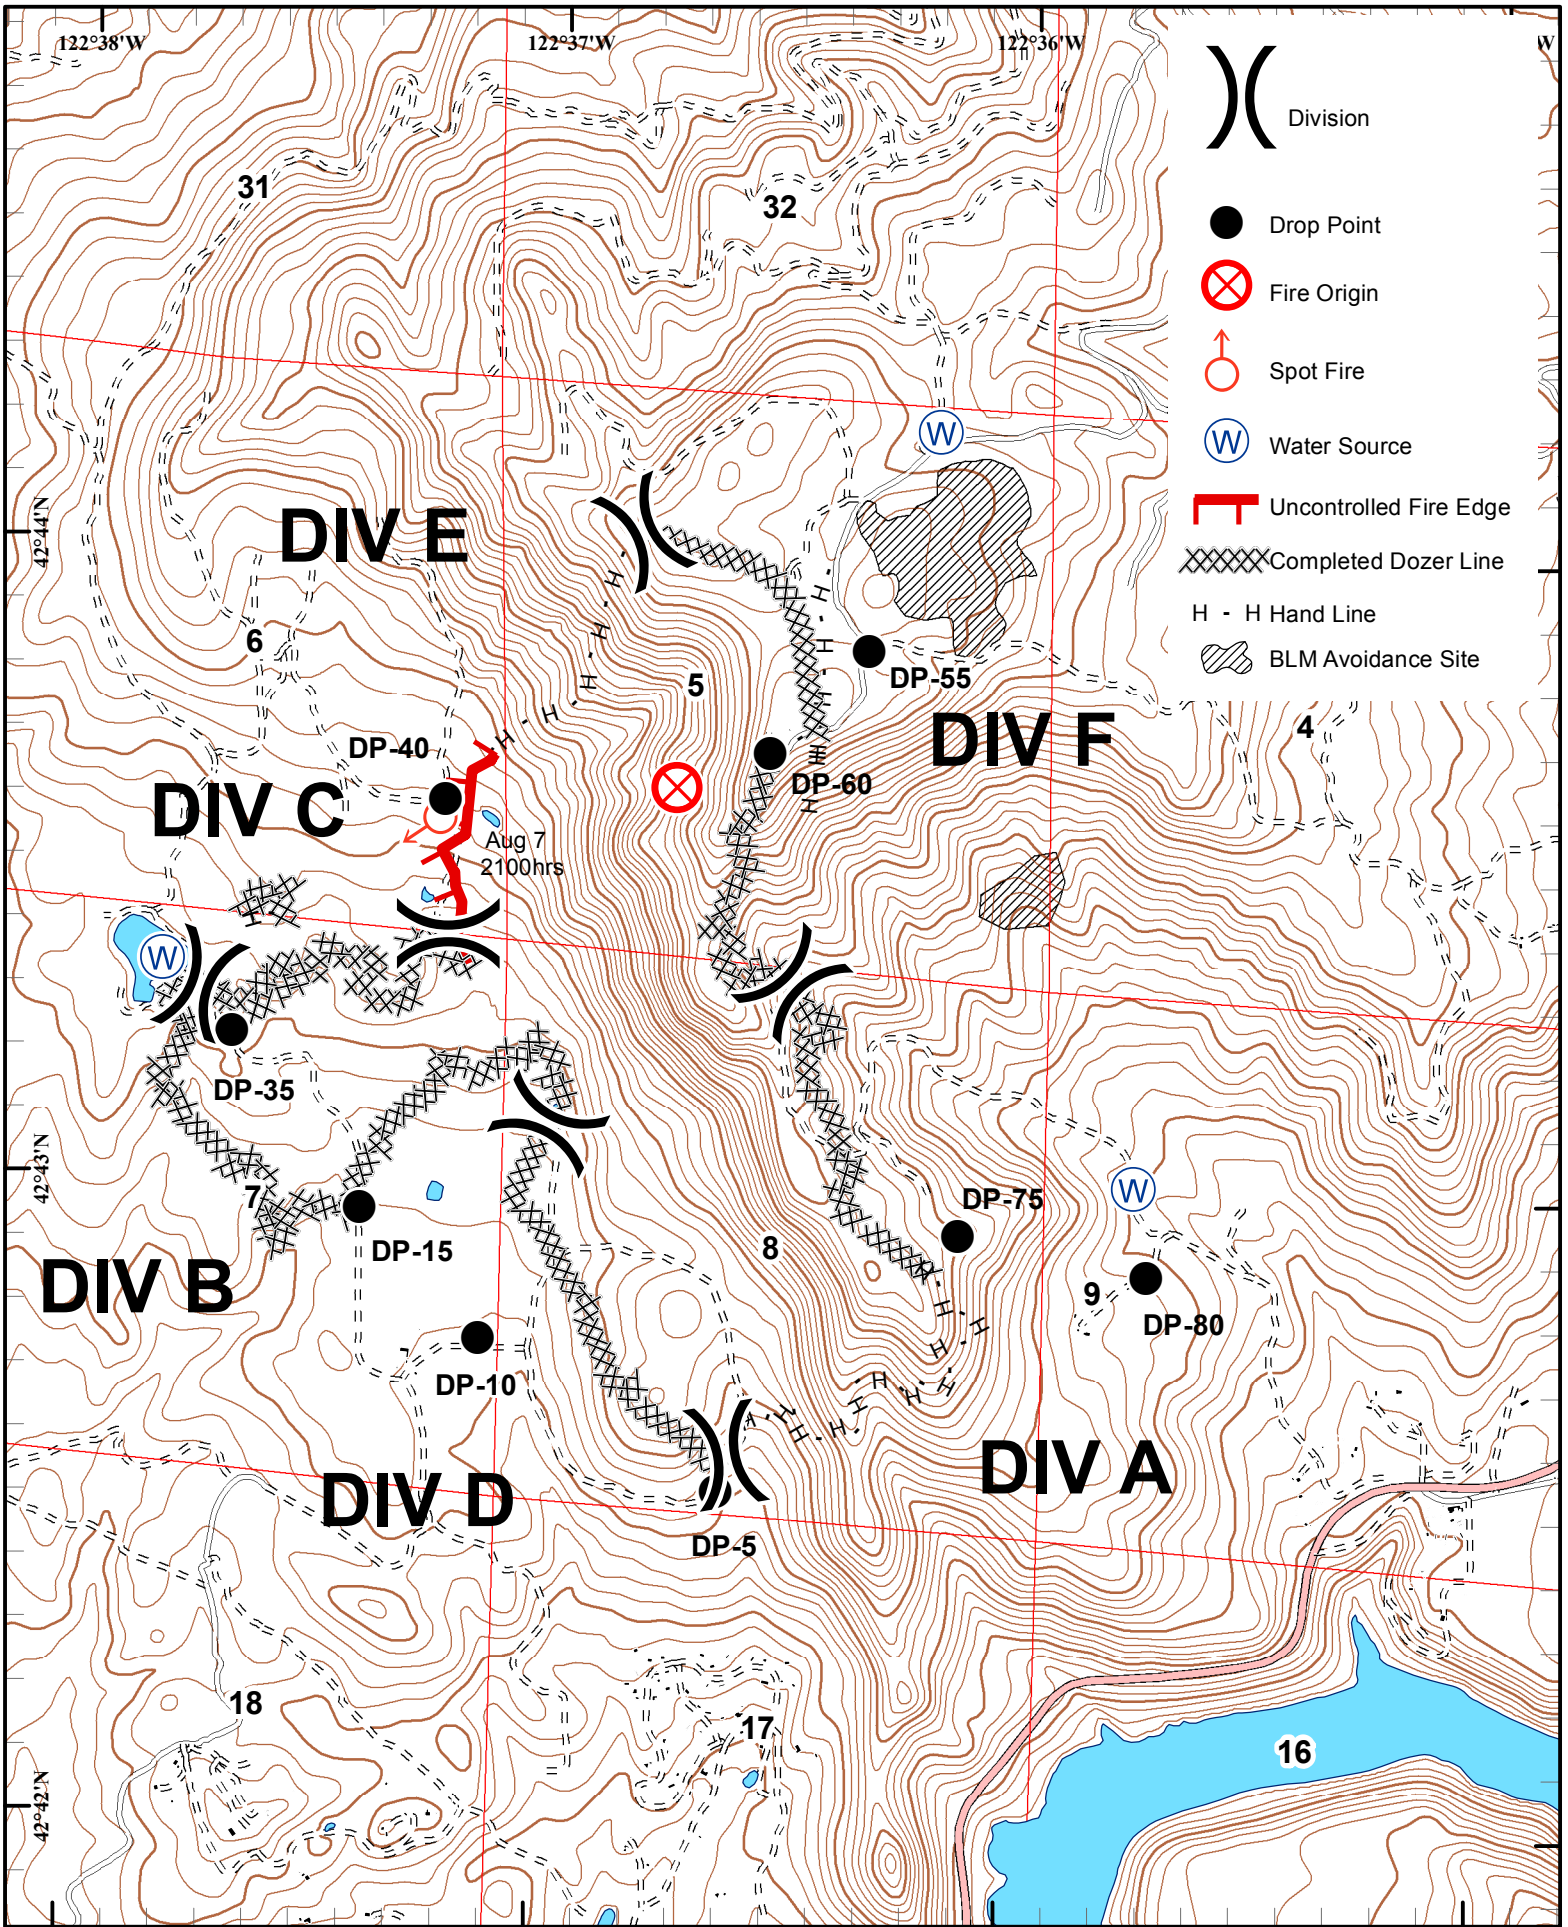 122°38'W
122°37'W
122°36'W
W
Division
31
32
Drop Point
Fire Origin
Spot Fire
W
W
Water Source
Uncontrolled Fire Edge
42°44'N
DIV E
Completed Dozer Line
H - H Hand Line
6
BLM Avoidance Site
5
DP-55
DIV F
4
DP-40
DP-60
DIV C
Aug 7
2100hrs
W
DP-35
42°43'N
7
DP-75
W
DP-15
8
DIV B
9
DP-80
DP-10
DIV A
DIV D
DP-5
18
17
16
42°42'N